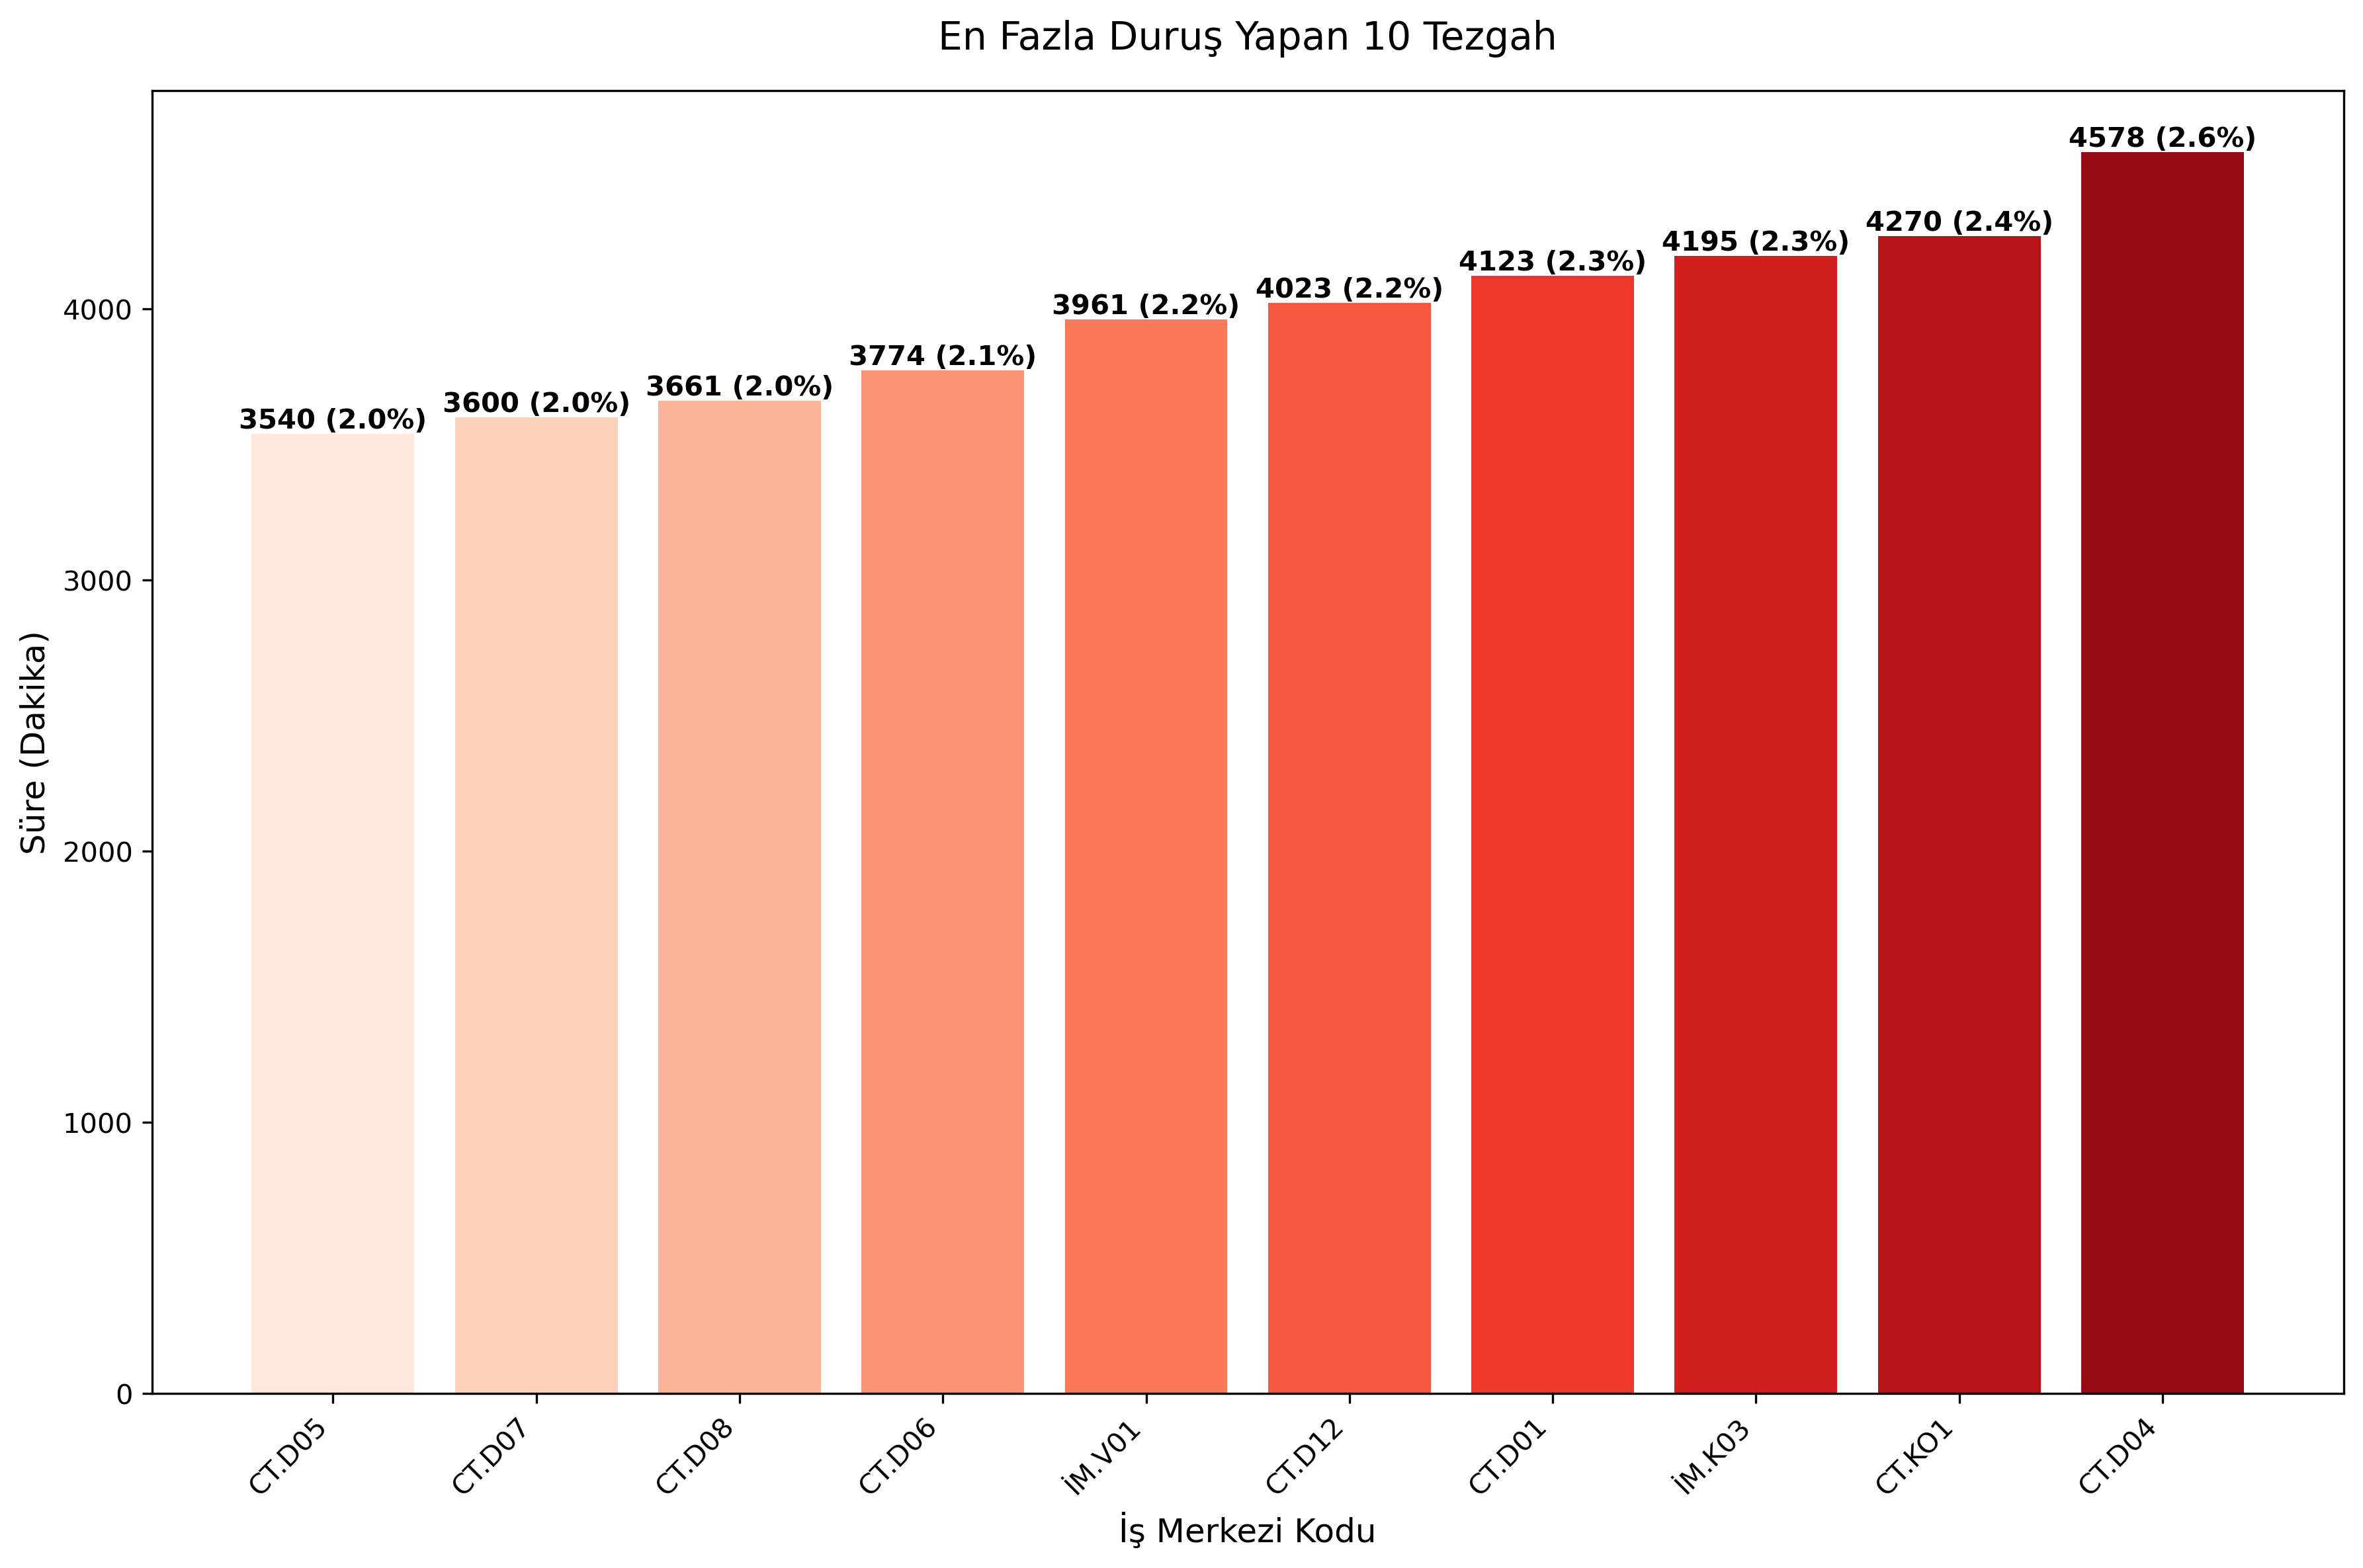 En Fazla Duruş Yapan 10 Tezgah
4578 (2.6%)
4270 (2.4%)
4195 (2.3%)
4123 (2.3%)
4023 (2.2%)
3961 (2.2%)
3774 (2.1%)
3661 (2.0%)
3600 (2.0%)
3540 (2.0%)
4000
3000
2000
1000
0
Süre (Dakika)
CT.D05
CT.D07
CT.D08
CT.D06
İM.V01
CT.D12
CT.D01
İM.K03
CT.KO1
CT.D04
İş Merkezi Kodu